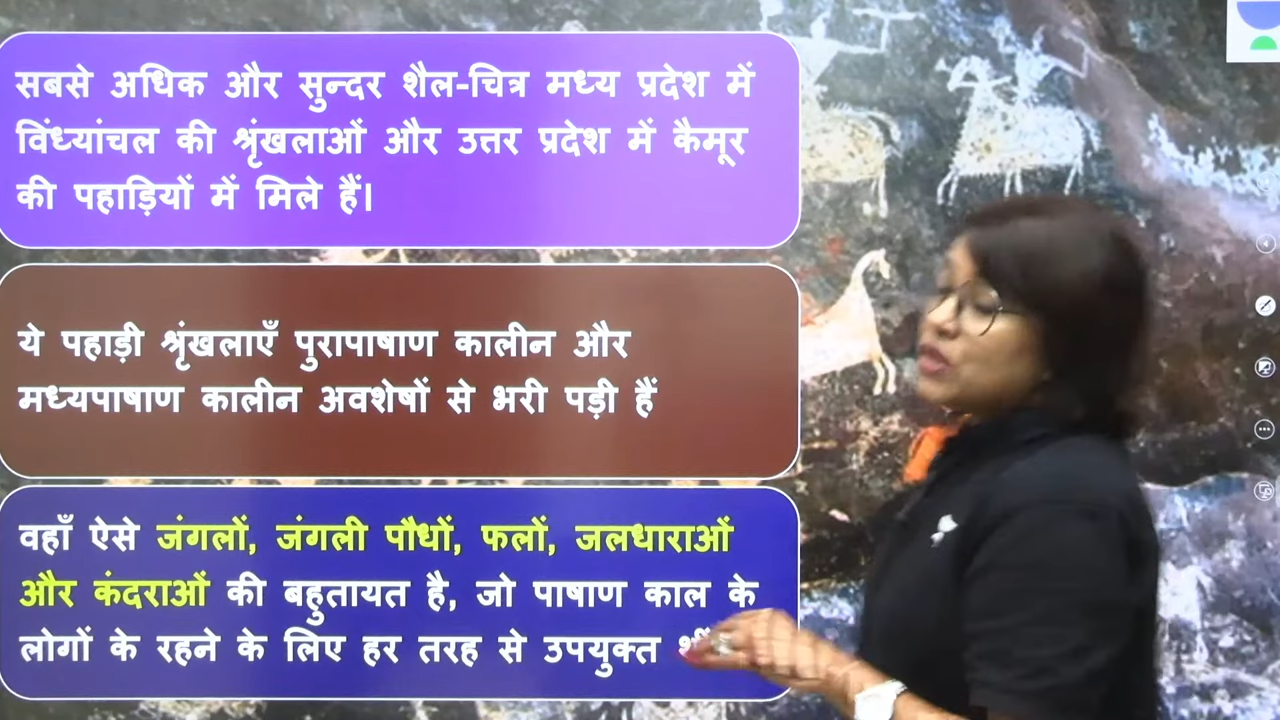 सबसे अधिक और सुन्दर शैल-चित्र मध्य प्रदेश में
विंध्यांचल की श्रृंखलाओं और उत्तर प्रदेश में कैमूर
की पहाड़ियों में मिले हैं।
ये पहाड़ी श्रृंखलाएँ पुरापाषाण कालीन और
मध्यपाषाण कालीन अवशेषों से भरी पड़ी हैं
वहाँ ऐसे जंगलों, जंगली पौधों, फलों, जलधाराओं
और कंदराओं की बहुतायत है, जो पाषाण काल के
लोगों के रहने के लिए हर तरह से उपयुक्त